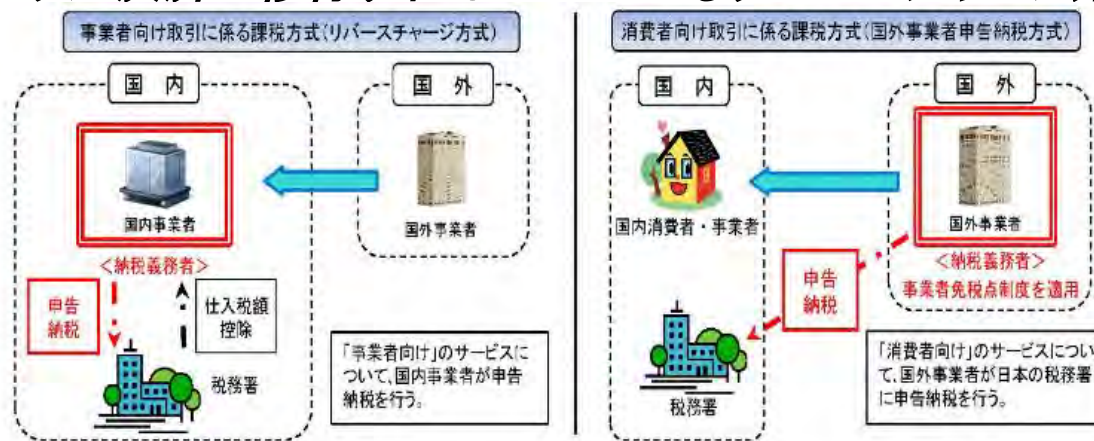 事業者向け取引に係る課税方式(リバースチャージ方式)
国 内
国 外
国内事業者
国外事業者
<納税義務者>
申告
納税
仕入税額
控除
税務署
「事業者向け」のサービスに
ついて、国内事業者が申告
納税を行う。
消費者向け取引に係る課税方式(国外事業者申告納税方式)
国 内
国 外
国内消費者・事業者
国外事業者
<納税義務者>
事業者免税点制度を適用
申告
納税
税務署
「消費者向け」のサービスについ
て、国外事業者が日本の税務署
に申告納税を行う。